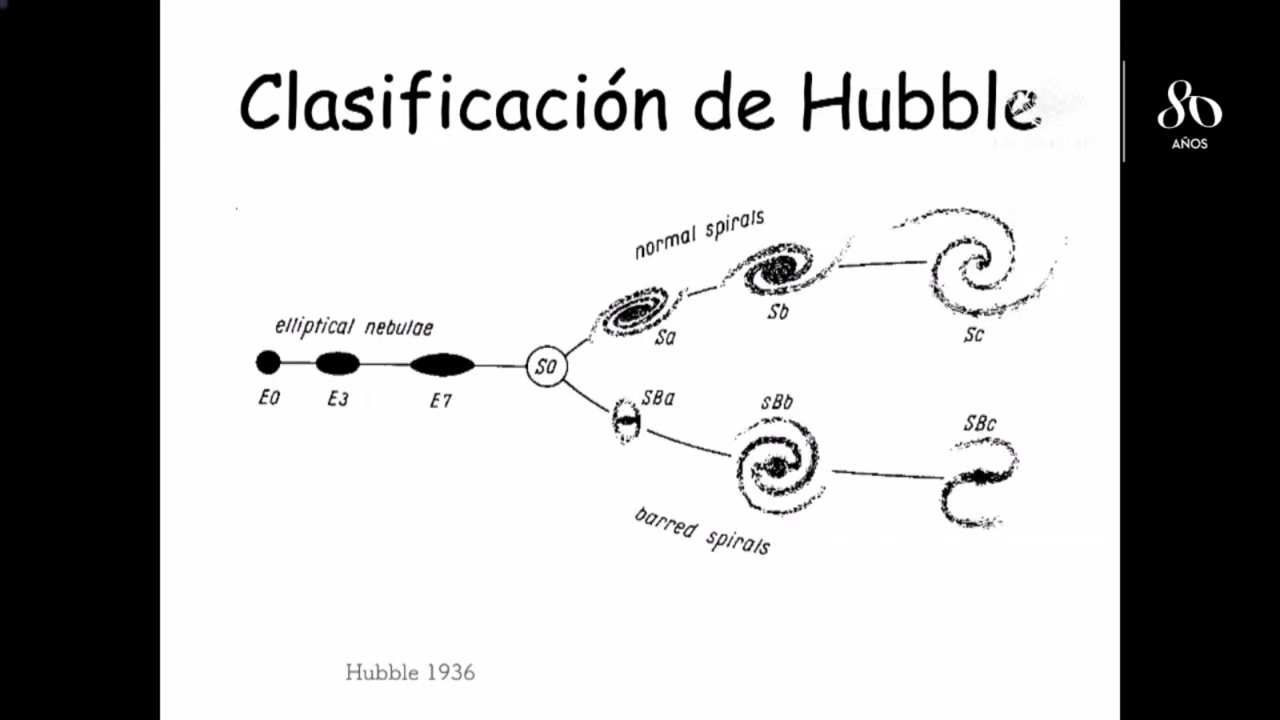 Clasificación de Hubble
80
AÑOS
normal spirals
elliptical nebulae
E0
E3
E7
S0
Sa
Sb
Sc
SBa
sBb
SBc
barred spirals
Hubble 1936